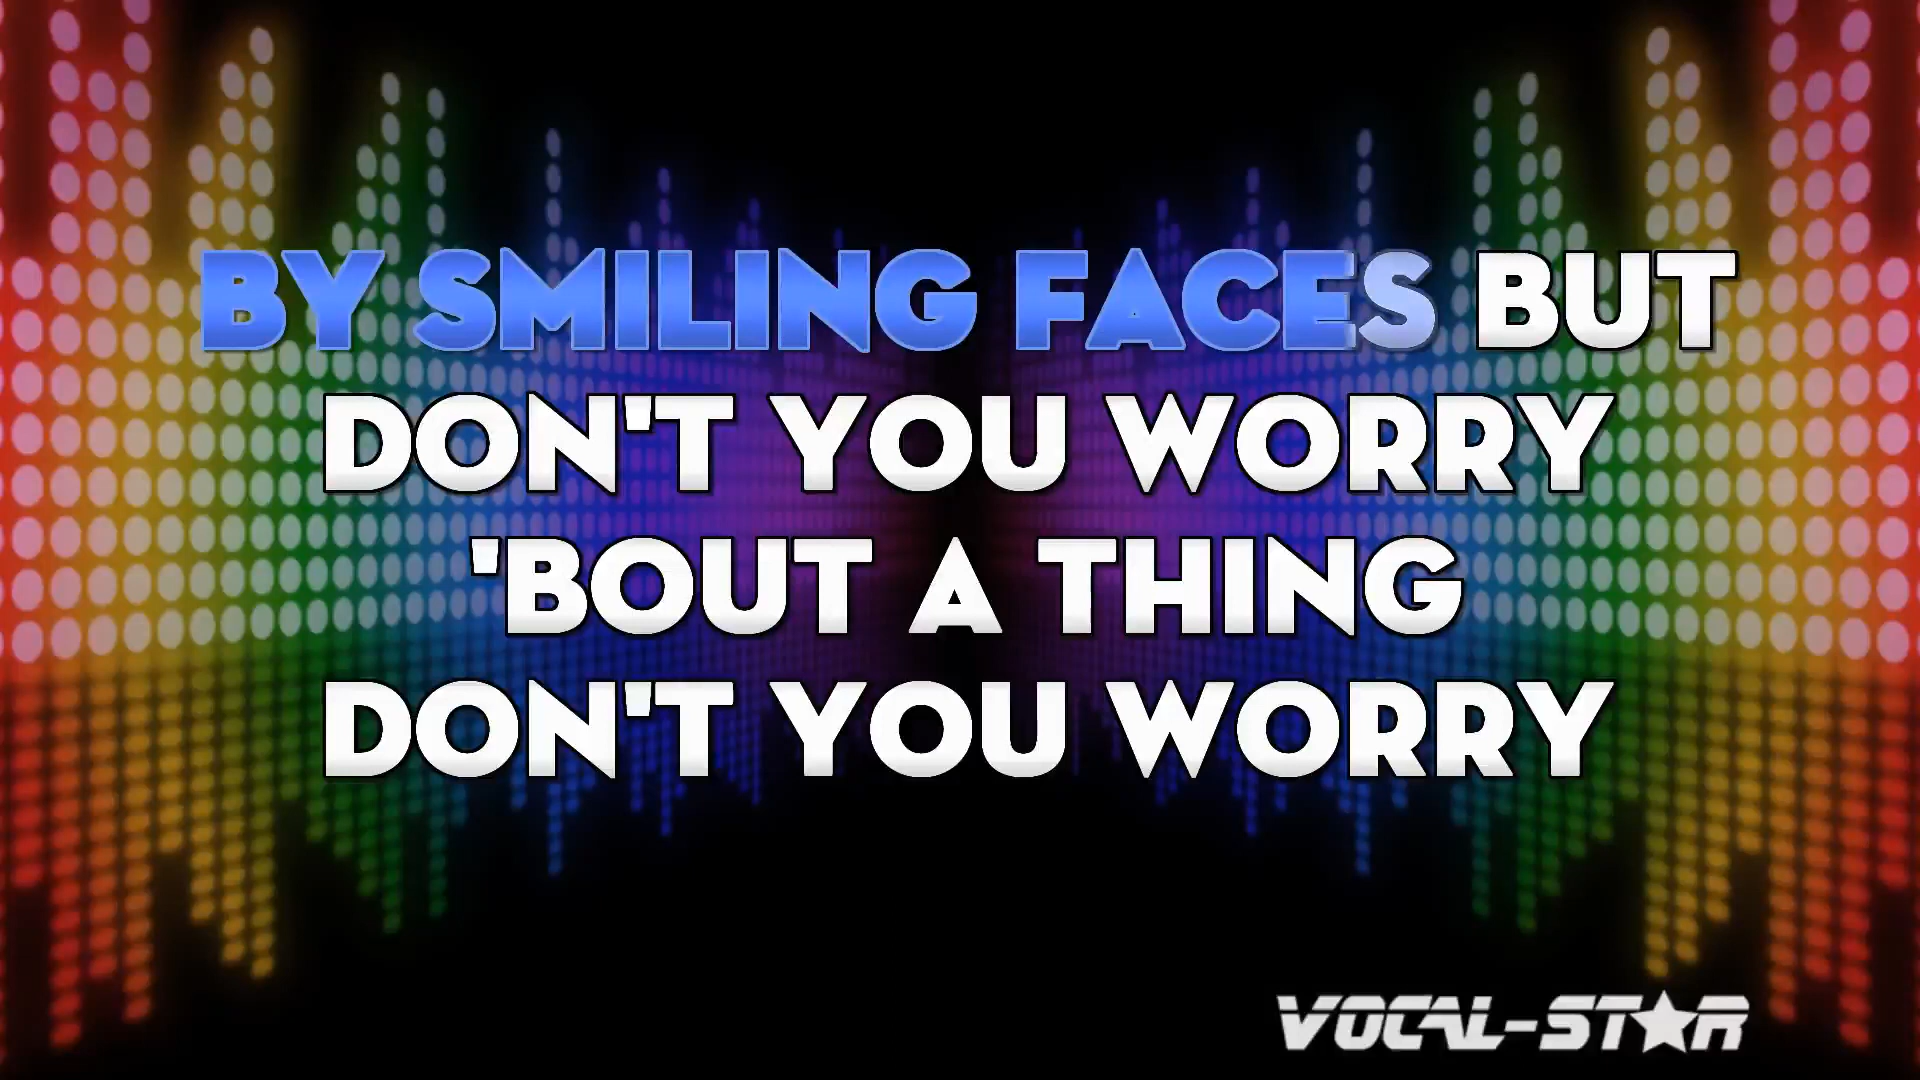 BY SMILING FACES BUT
DON'T YOU WORRY
'BOUT A THING
DON'T YOU WORRY
VOCAL-STAR